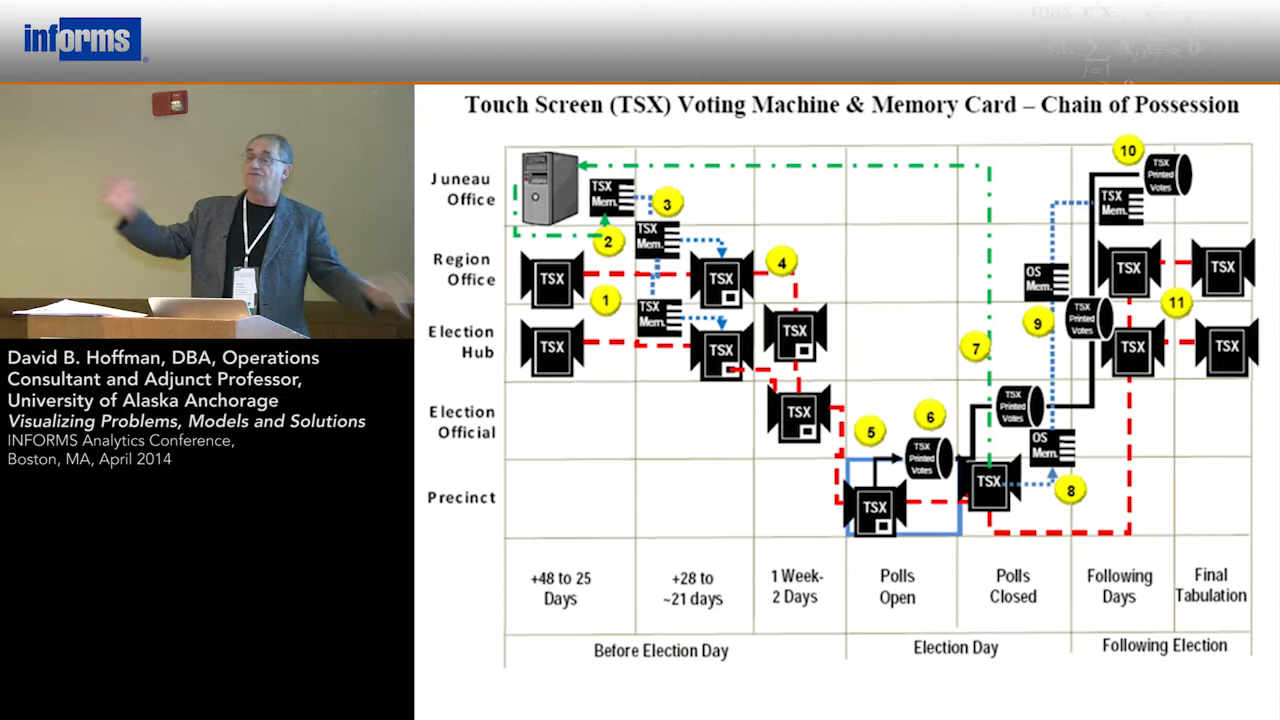 informs
Touch Screen (TSX) Voting Machine & Memory Card – Chain of Possession
Juneau
Office
Region
Office
Election
Hub
Election
Official
Precinct
TSX
Mem.
3
TSX
Mem.
2
TSX
TSX
4
1
TSX
Mem.
TSX
TSX
TSX
TSX
5
6
TSX
Printed
Votes
TSX
7
TSX
8
OS
Mem.
TSX
Printed
Votes
9
OS
Mem.
TSX
Printed
Votes
10
TSX
Printed
Votes
TSX
Mem.
TSX
TSX
11
TSX
TSX
+48 to 25
Days
+28 to
~21 days
1 Week-
2 Days
Polls
Open
Polls
Closed
Following
Days
Final
Tabulation
Before Election Day
Election Day
Following Election
David B. Hoffman, DBA, Operations
Consultant and Adjunct Professor,
University of Alaska Anchorage
Visualizing Problems, Models and Solutions
INFORMS Analytics Conference,
Boston, MA, April 2014